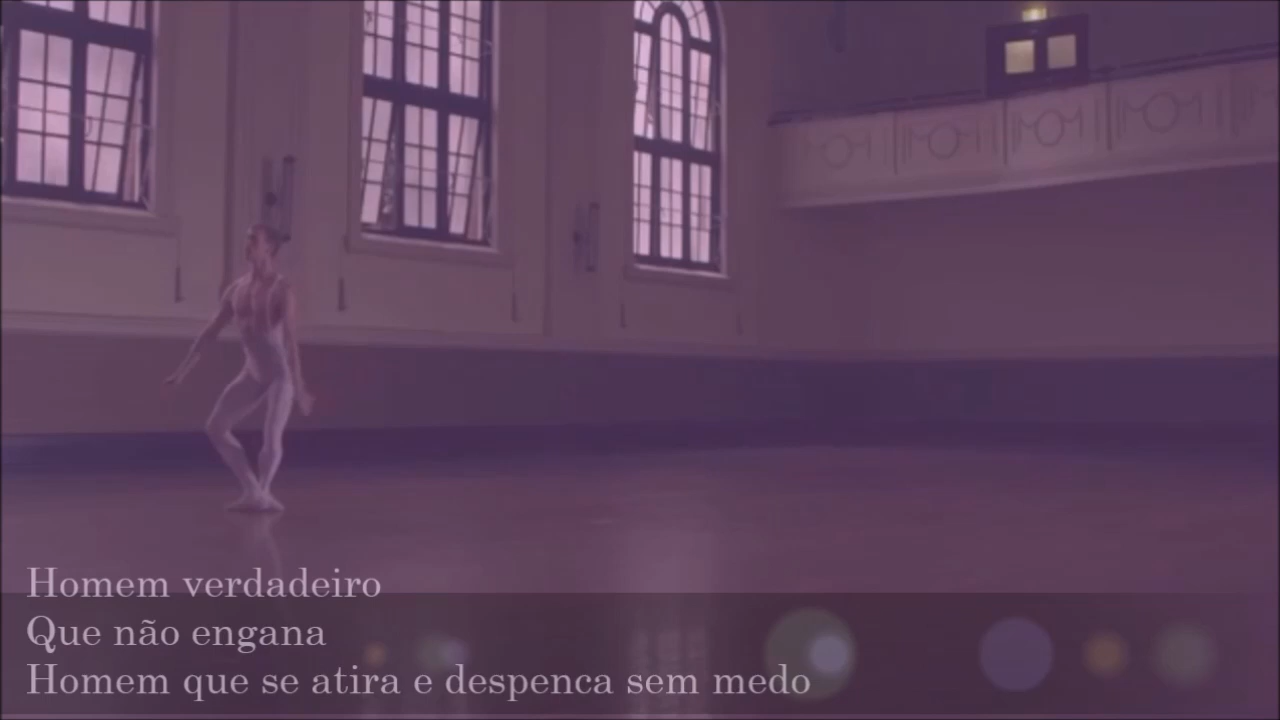 Homem verdadeiro
Que não engana
Homem que se atira e despenca sem medo